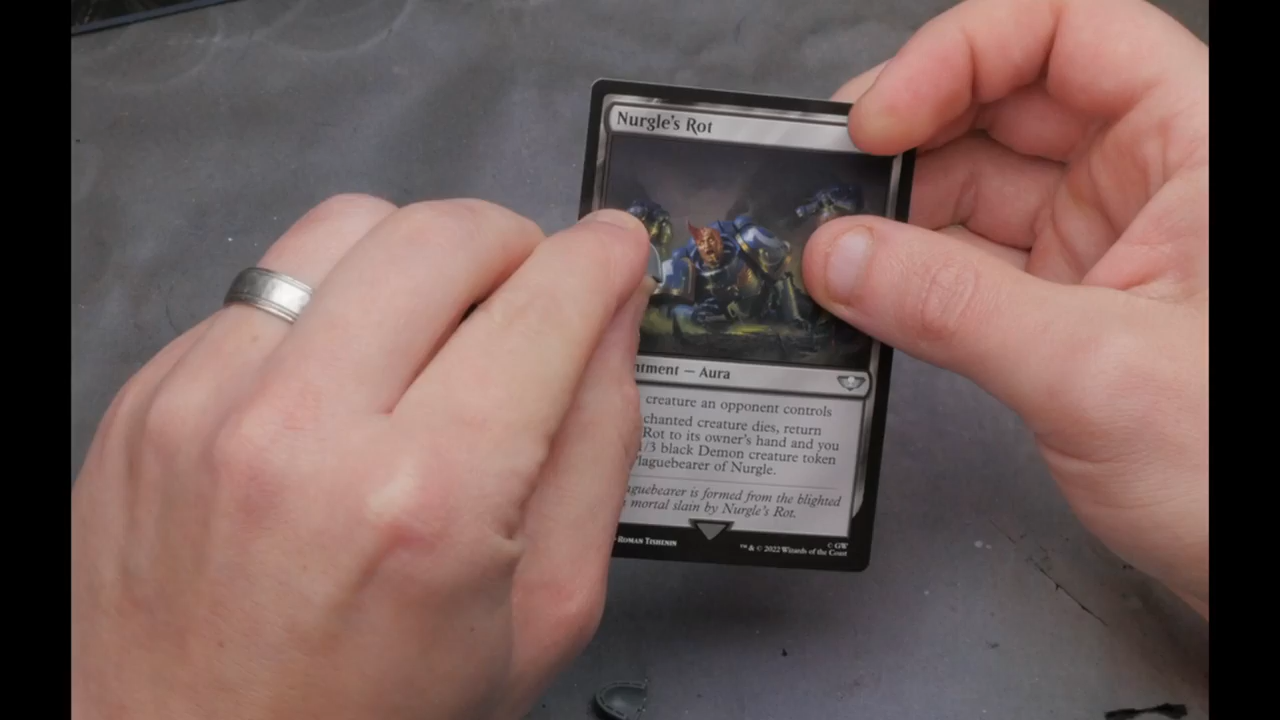 Nurgle's Rot
ntment — Aura
creature an opponent controls
chanted creature dies, return
Rot to its owner's hand and you
1/3 black Demon creature token
laguebearer of Nurgle.
aguebearer is formed from the blighted
mortal slain by Nurgle's Rot.
ROMAN TISHENIN
™ & © 2022 Wizards of the Coast
© GW